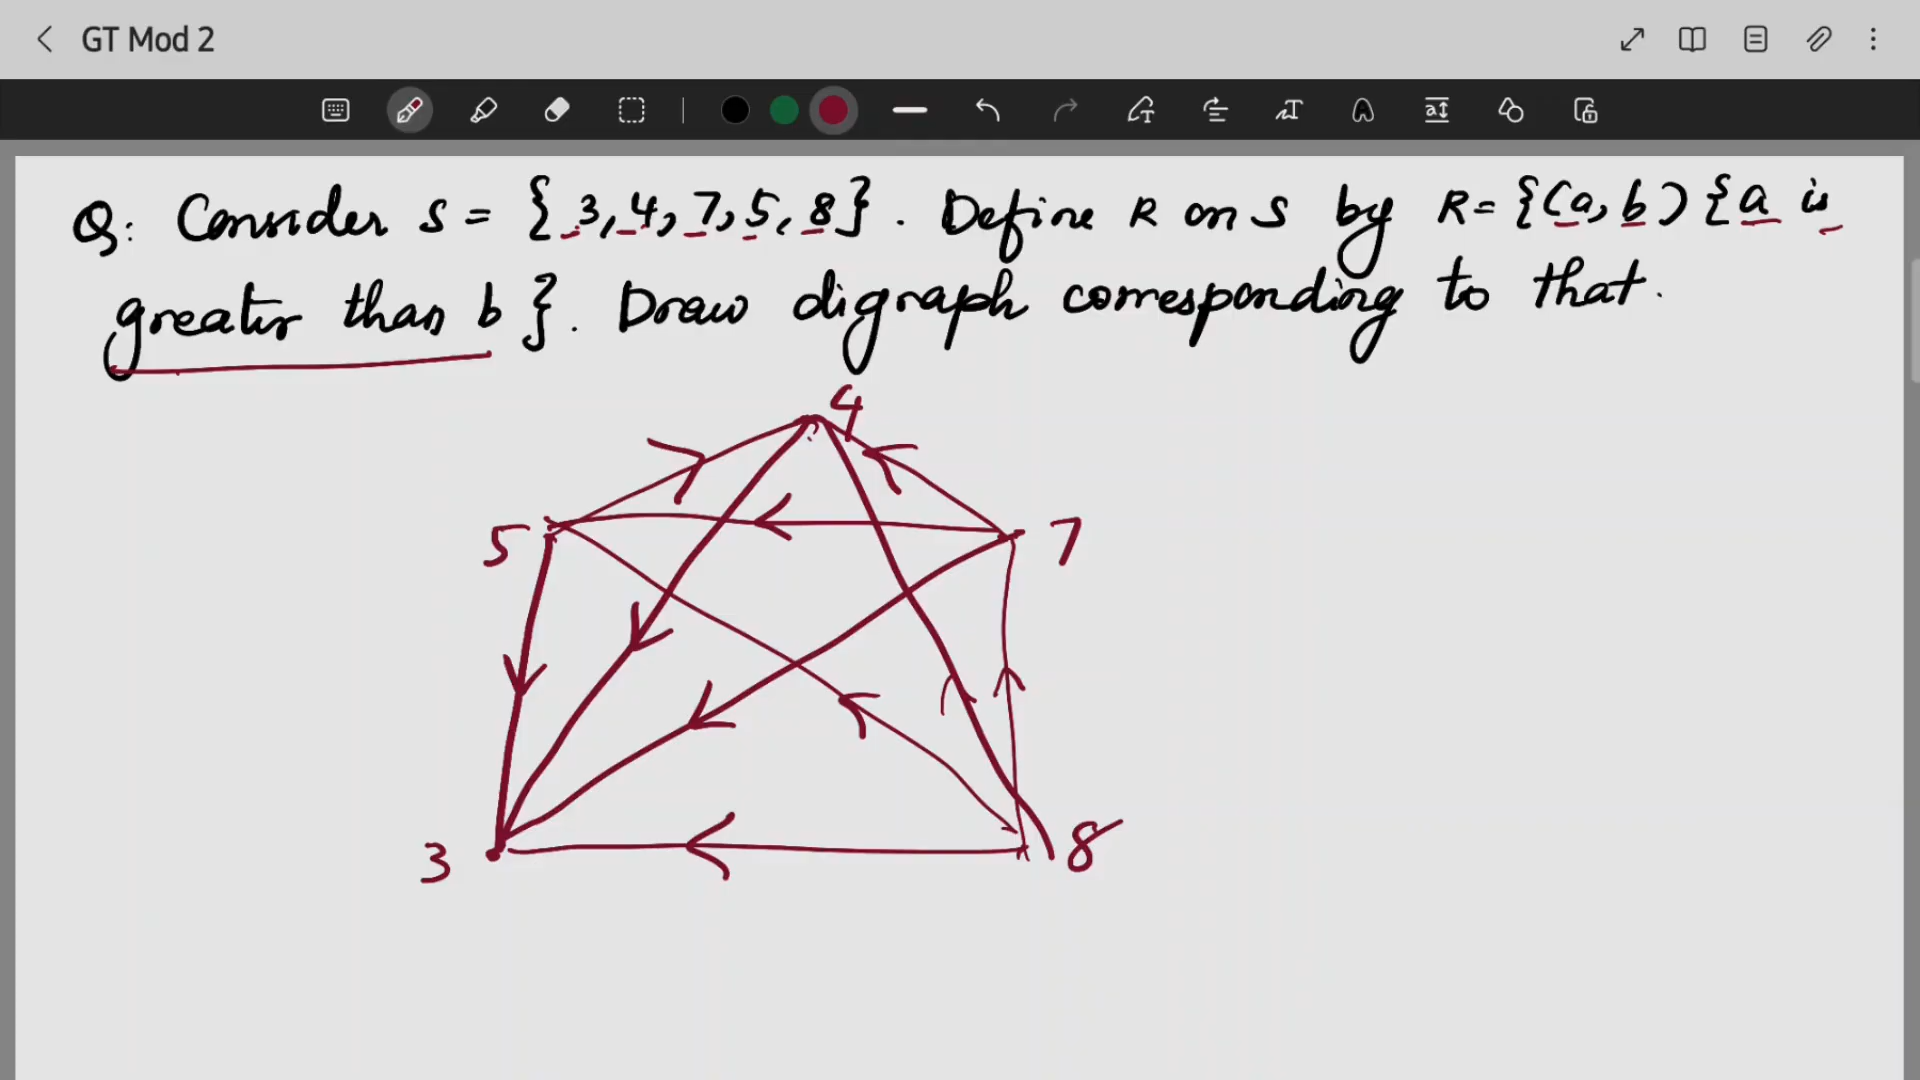 GT Mod 2
Q: Consider S = {3, 4, 7, 5, 8}. Define R on S by R = {(a, b) {a is
greater than b}. Draw digraph corresponding to that.
4
5
7
3
8